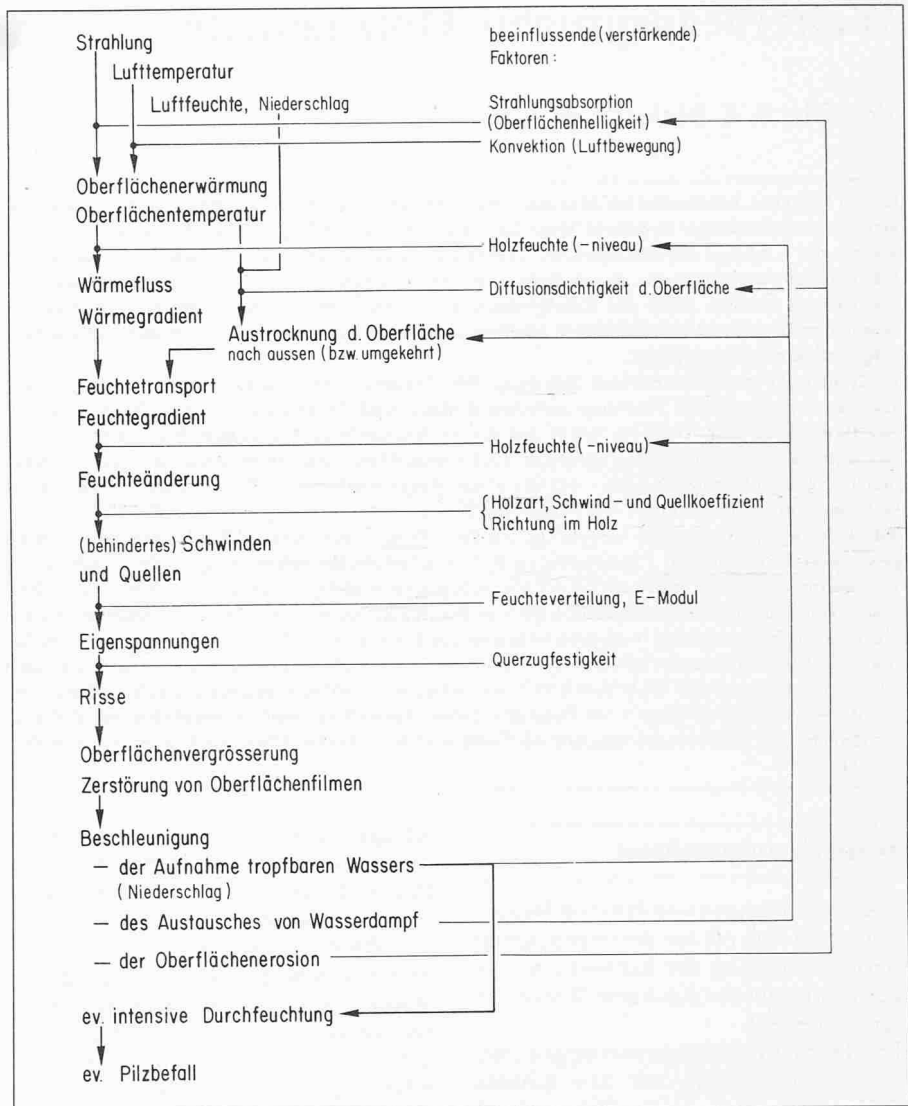 Strahlung
beeinflussende (verstärkende)
Faktoren :
Lufttemperatur
Luftfeuchte, Niederschlag
Strahlungsabsorption
(Oberflächenhelligkeit)
Konvektion (Luftbewegung)
Oberflächenerwärmung
Oberflächentemperatur
Holzfeuchte (-niveau)
Wärmefluss
Diffusionsdichtigkeit d. Oberfläche
Wärmegradient
Austrocknung d. Oberfläche
nach aussen (bzw. umgekehrt)
Feuchtetransport
Feuchtegradient
Holzfeuchte (-niveau)
Feuchteänderung
Holzart, Schwind- und Quellkoeffizient
Richtung im Holz
(behindertes) Schwinden
und Quellen
Feuchteverteilung, E-Modul
Eigenspannungen
Querzugfestigkeit
Risse
Oberflächenvergrösserung
Zerstörung von Oberflächenfilmen
Beschleunigung
— der Aufnahme tropfbaren Wassers
(Niederschlag)
— des Austausches von Wasserdampf
— der Oberflächenerosion
ev. intensive Durchfeuchtung
ev. Pilzbefall